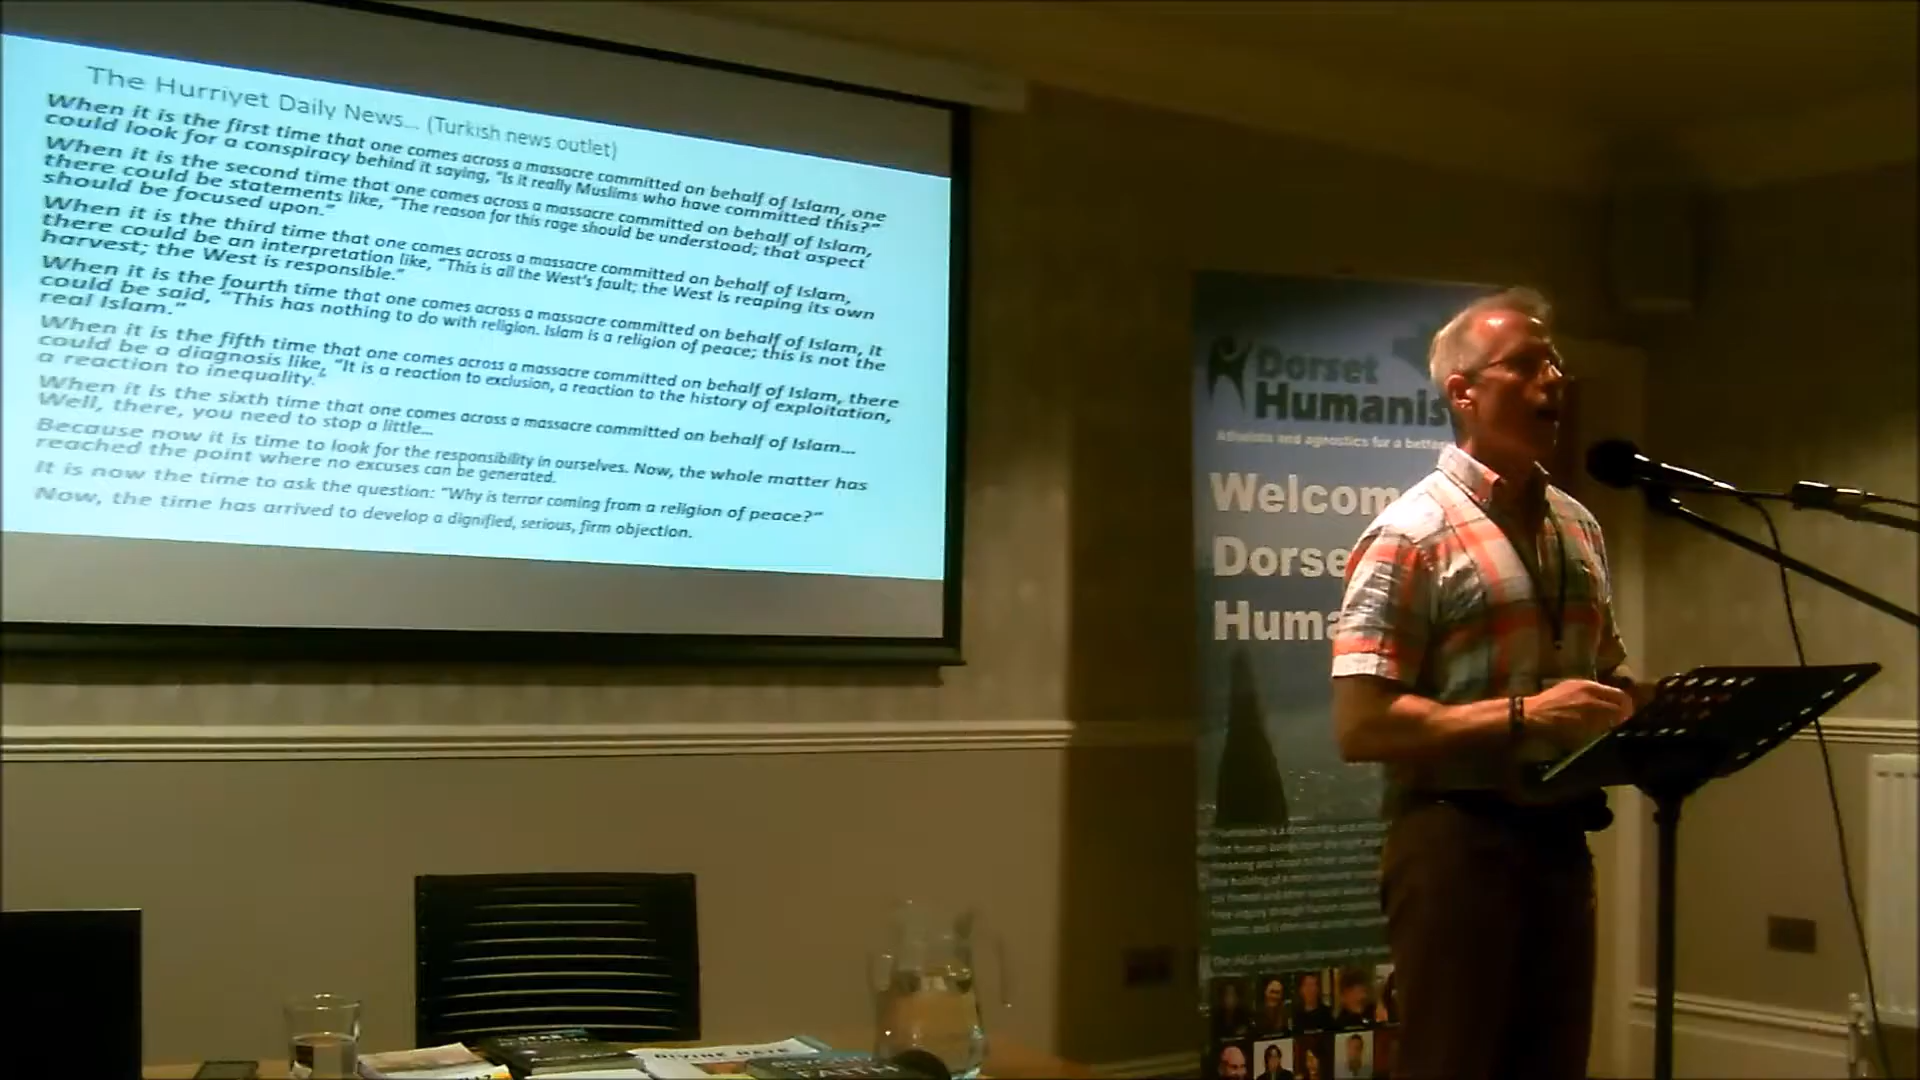 The Hurriyet Daily News... (Turkish news outlet)
When it is the first time that one comes across a massacre committed on behalf of Islam, one
could look for a conspiracy behind it saying, "Is it really Muslims who have committed this?"
When it is the second time that one comes across a massacre committed on behalf of Islam,
there could be statements like, "The reason for this rage should be understood; that aspect
should be focused upon."
When it is the third time that one comes across a massacre committed on behalf of Islam,
there could be an interpretation like, "This is all the West's fault; the West is reaping its own
harvest; the West is responsible."
When it is the fourth time that one comes across a massacre committed on behalf of Islam, it
could be said, "This has nothing to do with religion. Islam is a religion of peace; this is not the
real Islam."
When it is the fifth time that one comes across a massacre committed on behalf of Islam, there
could be a diagnosis like, "It is a reaction to exclusion, a reaction to the history of exploitation,
a reaction to inequality."
When it is the sixth time that one comes across a massacre committed on behalf of Islam...
Well, there, you need to stop a little...
Because now it is time to look for the responsibility in ourselves. Now, the whole matter has
reached the point where no excuses can be generated.
It is now the time to ask the question: "Why is terror coming from a religion of peace?"
Now, the time has arrived to develop a dignified, serious, firm objection.
Dorset
Humanis
Atheists and agnostics for a bette
Welcom
Dorse
Huma
DIVINE HATE
FAITH